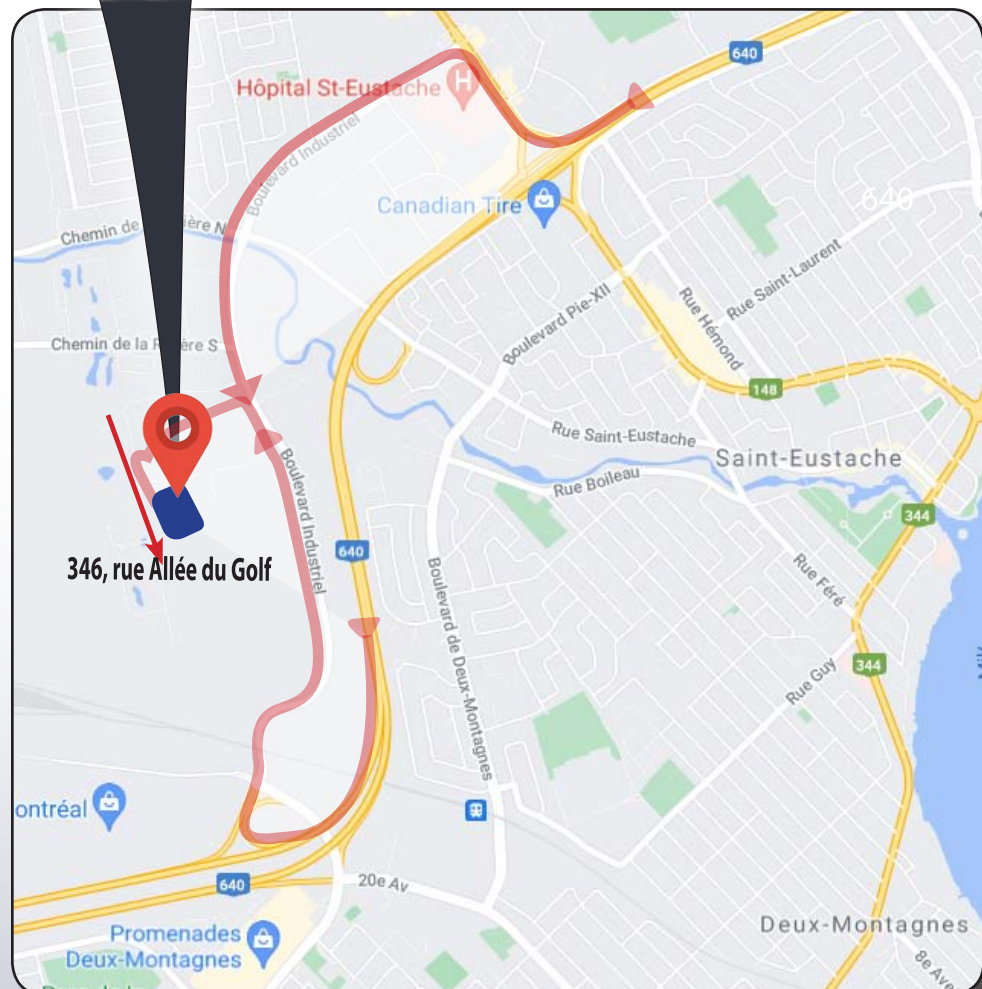 640
Hôpital St-Eustache
H
Boulevard Industriel
Canadian Tire
640
Chemin de
ière N
Rue Saint-Laurent
Boulevard Pie-XII
Rue Hémond
Chemin de la R
ère S
148
Rue Saint-Eustache
Saint-Eustache
Rue Boileau
344
Boulevard Industriel
640
346, rue Allée du Golf
Boulevard de Deux-Montagnes
Rue Féré
344
Rue Guy
ontréal
640
20e Av
Promenades
Deux-Montagnes
Deux-Montagnes
8e Ave